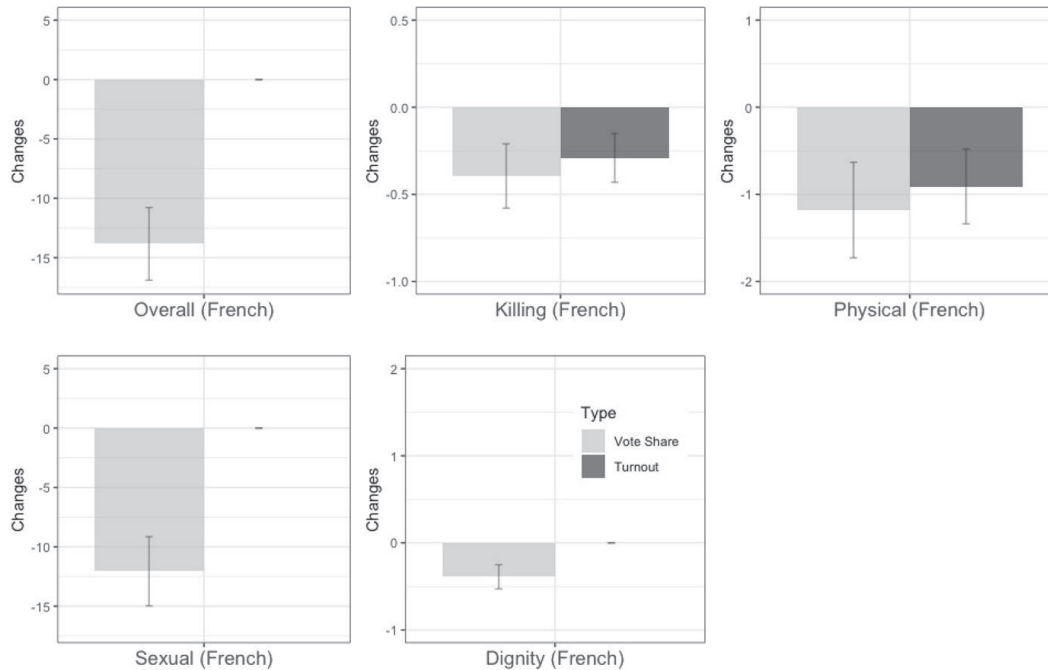 Changes
5
0
-5
-10
-15
Overall (French)
Changes
0.5
0.0
-0.5
-1.0
Killing (French)
Changes
1
0
-1
-2
Physical (French)
Changes
5
0
-5
-10
-15
Sexual (French)
Changes
2
1
0
-1
Type
Vote Share
Turnout
Dignity (French)